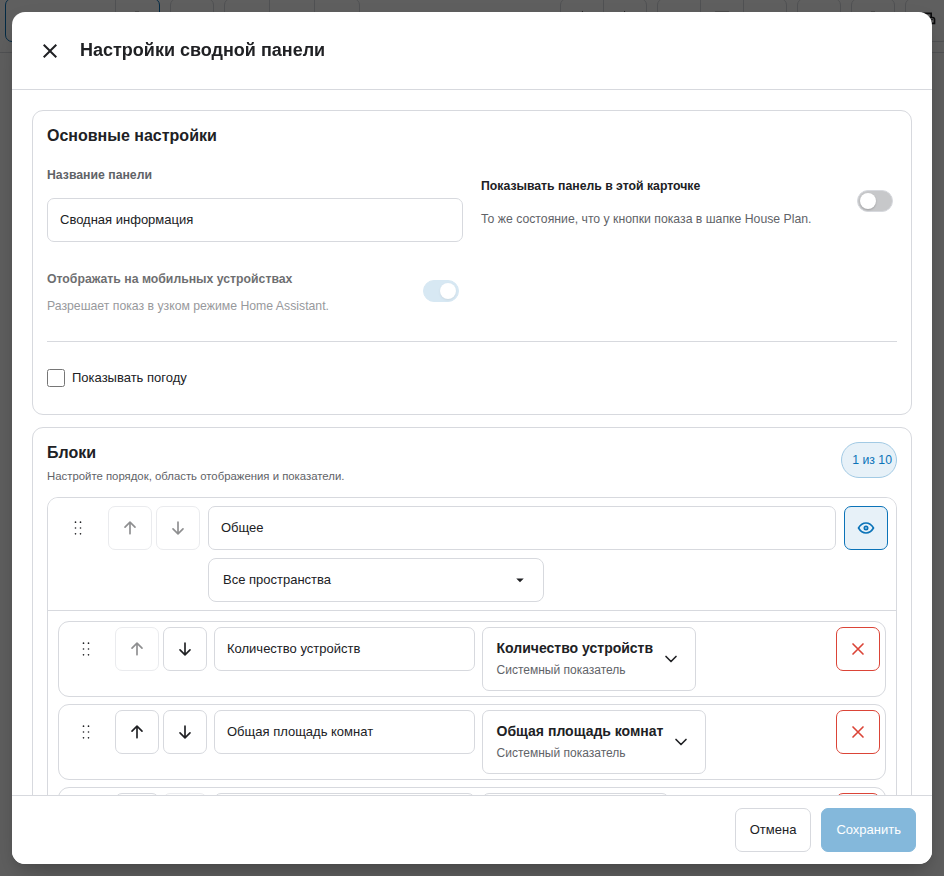 Настройки сводной панели
Основные настройки
Название панели
Сводная информация
Показывать панель в этой карточке
То же состояние, что у кнопки показа в шапке House Plan.
Отображать на мобильных устройствах
Разрешает показ в узком режиме Home Assistant.
Показывать погоду
Блоки
Настройте порядок, область отображения и показатели.
1 из 10
Общее
Все пространства
Количество устройств
Количество устройств
Системный показатель
Общая площадь комнат
Общая площадь комнат
Системный показатель
Отмена
Сохранить